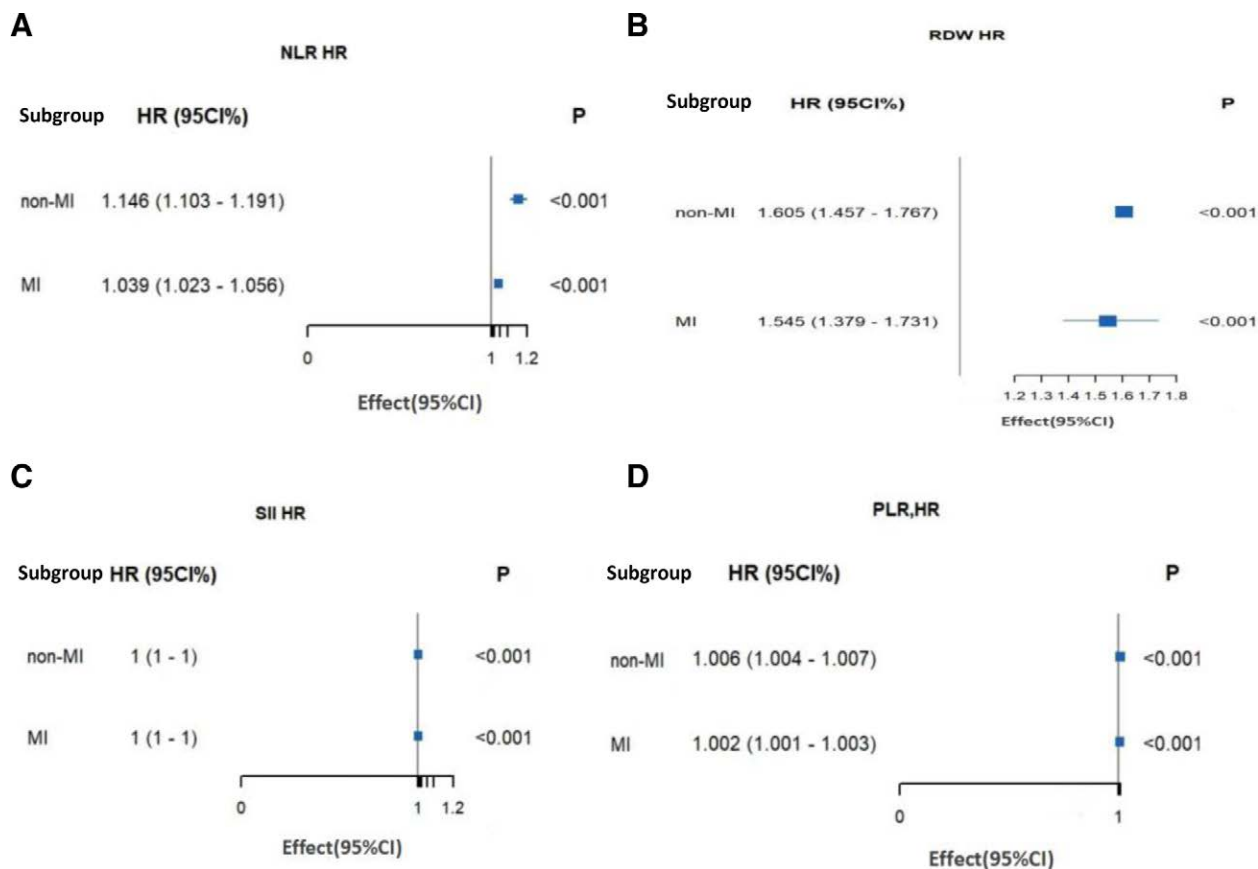 A
NLR HR
Subgroup HR (95CI%) P
non-MI 1.146 (1.103 - 1.191) <0.001
MI 1.039 (1.023 - 1.056) <0.001
0 1 1.2
Effect(95%CI)
B
RDW HR
Subgroup HR (95CI%) P
non-MI 1.605 (1.457 - 1.767) <0.001
MI 1.545 (1.379 - 1.731) <0.001
1.2 1.3 1.4 1.5 1.6 1.7 1.8
Effect(95%CI)
C
SII HR
Subgroup HR (95CI%) P
non-MI 1 (1 - 1) <0.001
MI 1 (1 - 1) <0.001
0 1 1.2
Effect(95%CI)
D
PLR,HR
Subgroup HR (95CI%) P
non-MI 1.006 (1.004 - 1.007) <0.001
MI 1.002 (1.001 - 1.003) <0.001
0 1
Effect(95%CI)